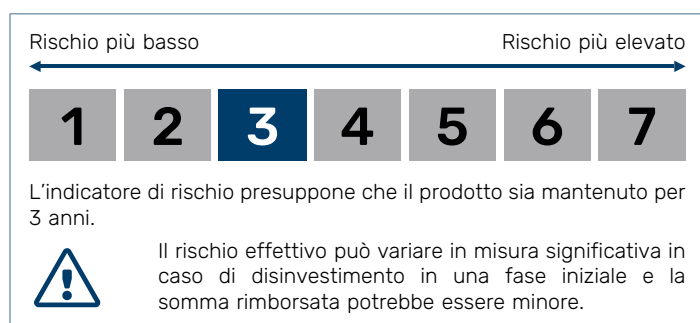 Rischio più basso Rischio più elevato
1 2 3 4 5 6 7
L'indicatore di rischio presuppone che il prodotto sia mantenuto per
3 anni.
Il rischio effettivo può variare in misura significativa in
caso di disinvestimento in una fase iniziale e la
somma rimborsata potrebbe essere minore.